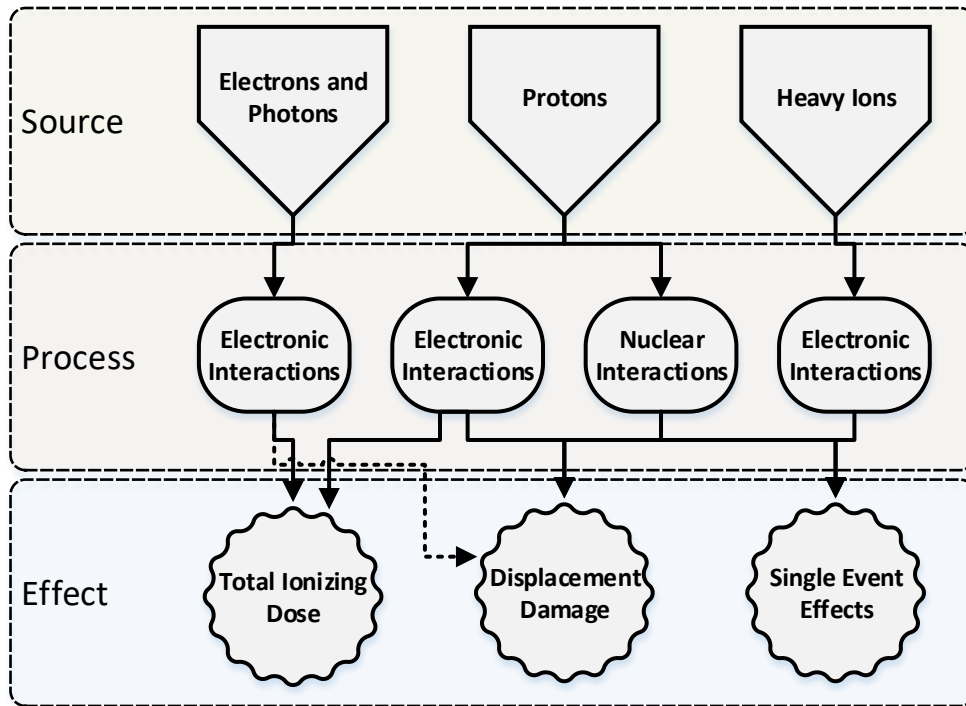 Source
Electrons and
Photons
Protons
Heavy Ions
Process
Electronic
Interactions
Electronic
Interactions
Nuclear
Interactions
Electronic
Interactions
Effect
Total Ionizing
Dose
Displacement
Damage
Single Event
Effects